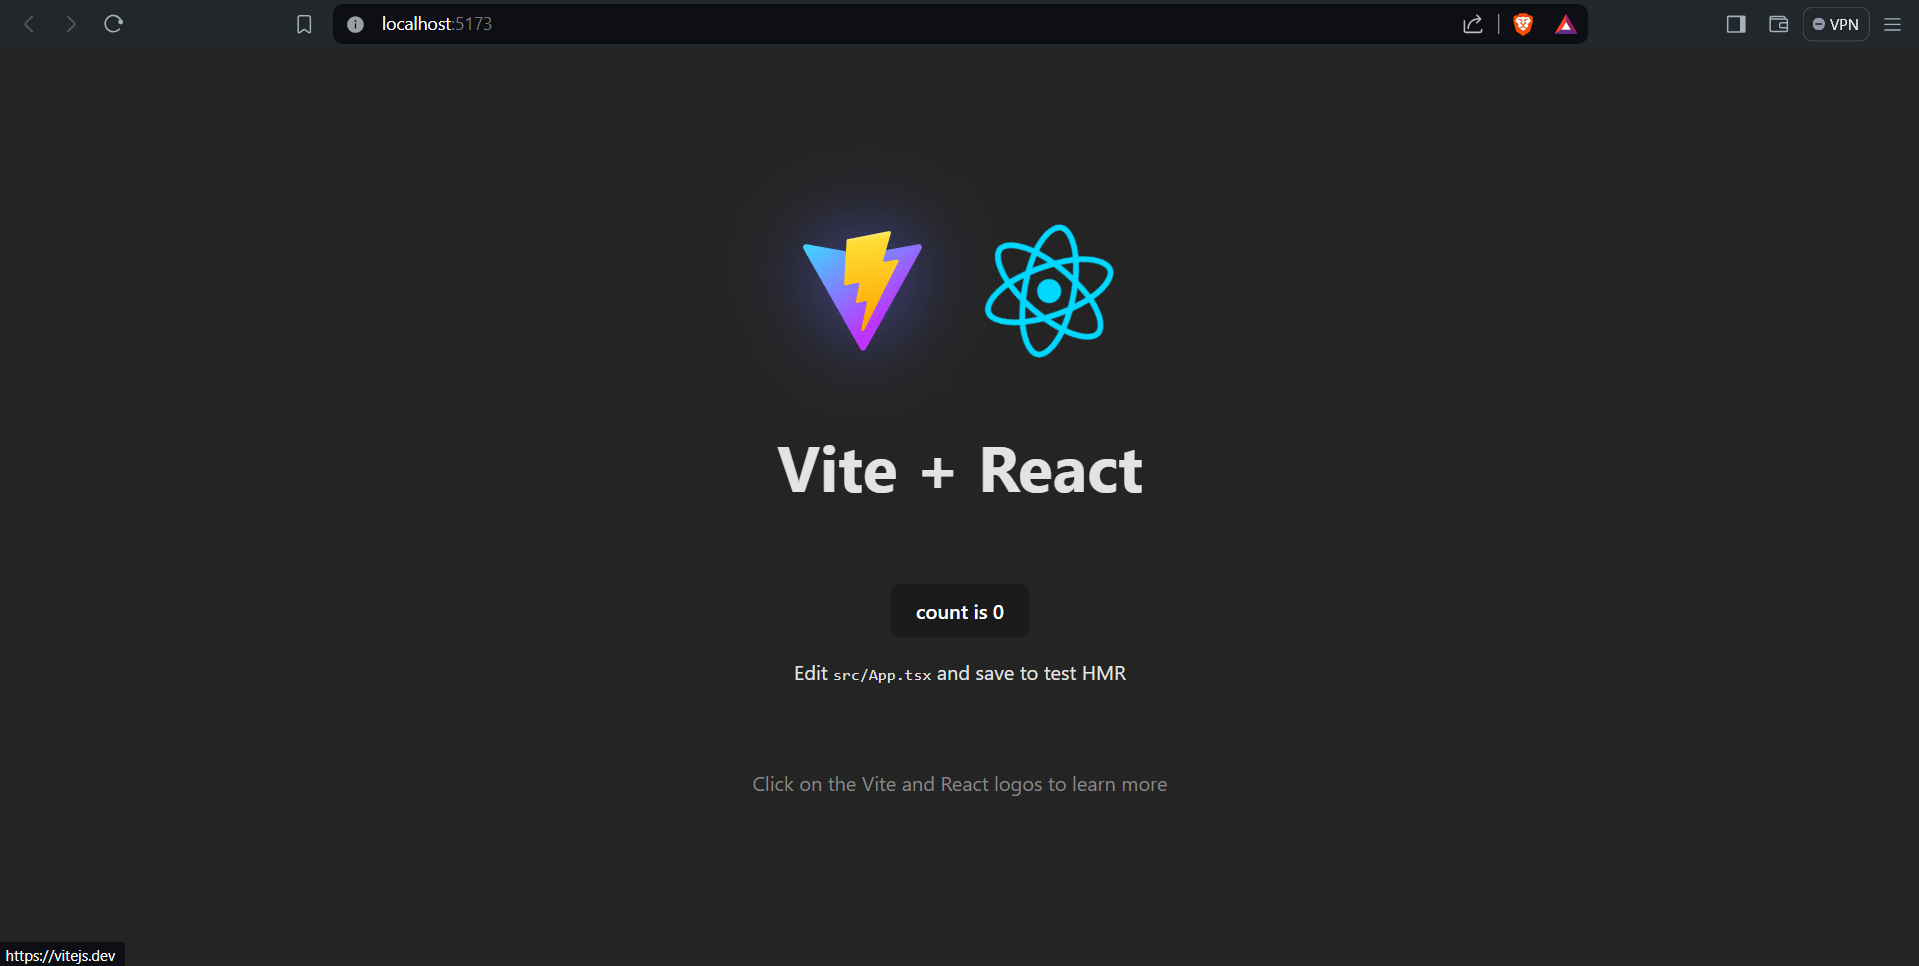 localhost:5173
VPN
Vite + React
count is 0
Edit src/App.tsx and save to test HMR
Click on the Vite and React logos to learn more
https://vitejs.dev